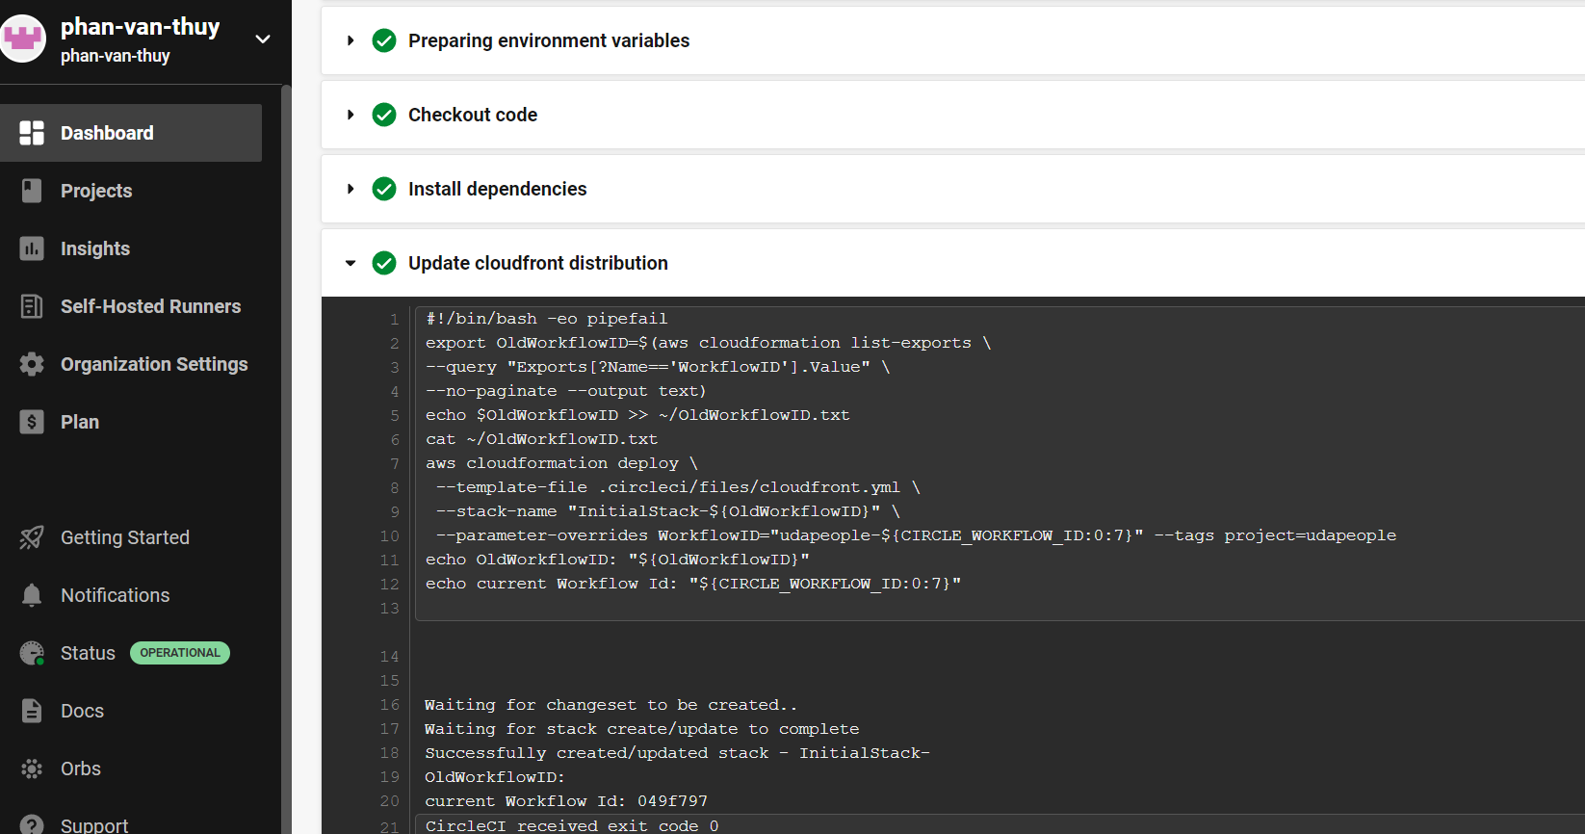 phan-van-thuy
phan-van-thuy
Dashboard
Projects
Insights
Self-Hosted Runners
Organization Settings
Plan
Getting Started
Notifications
Status OPERATIONAL
Docs
Orbs
Support
Preparing environment variables
Checkout code
Install dependencies
Update cloudfront distribution
1 #!/bin/bash -eo pipefail
2 export OldWorkflowID=$(aws cloudformation list-exports \
3 --query "Exports[?Name=='WorkflowID'].Value" \
4 --no-paginate --output text)
5 echo $OldWorkflowID >> ~/OldWorkflowID.txt
6 cat ~/OldWorkflowID.txt
7 aws cloudformation deploy \
8 --template-file .circleci/files/cloudfront.yml \
9 --stack-name "InitialStack-${OldWorkflowID}" \
10 --parameter-overrides WorkflowID="udapeople-${CIRCLE_WORKFLOW_ID:0:7}" --tags project=udapeople
11 echo OldWorkflowID: "${OldWorkflowID}"
12 echo current Workflow Id: "${CIRCLE_WORKFLOW_ID:0:7}"
13
14
15
16 Waiting for changeset to be created..
17 Waiting for stack create/update to complete
18 Successfully created/updated stack - InitialStack-
19 OldWorkflowID:
20 current Workflow Id: 049f797
21 CircleCI received exit code 0